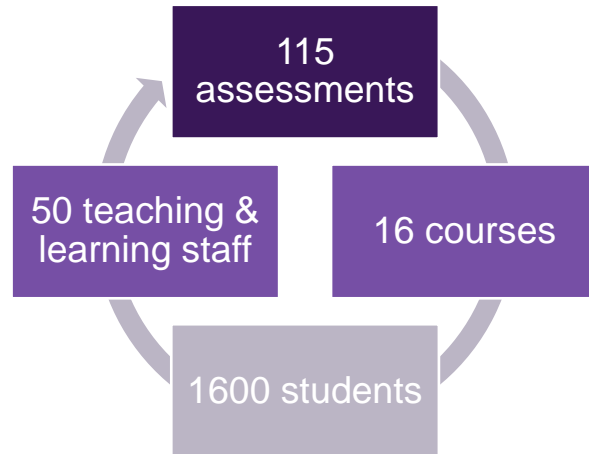 115
assessments
50 teaching &
learning staff
16 courses
1600 students